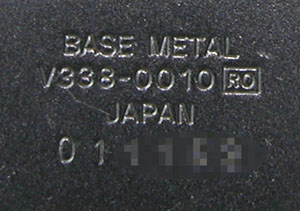 BASE METAL
V338-0010 RO
JAPAN
01